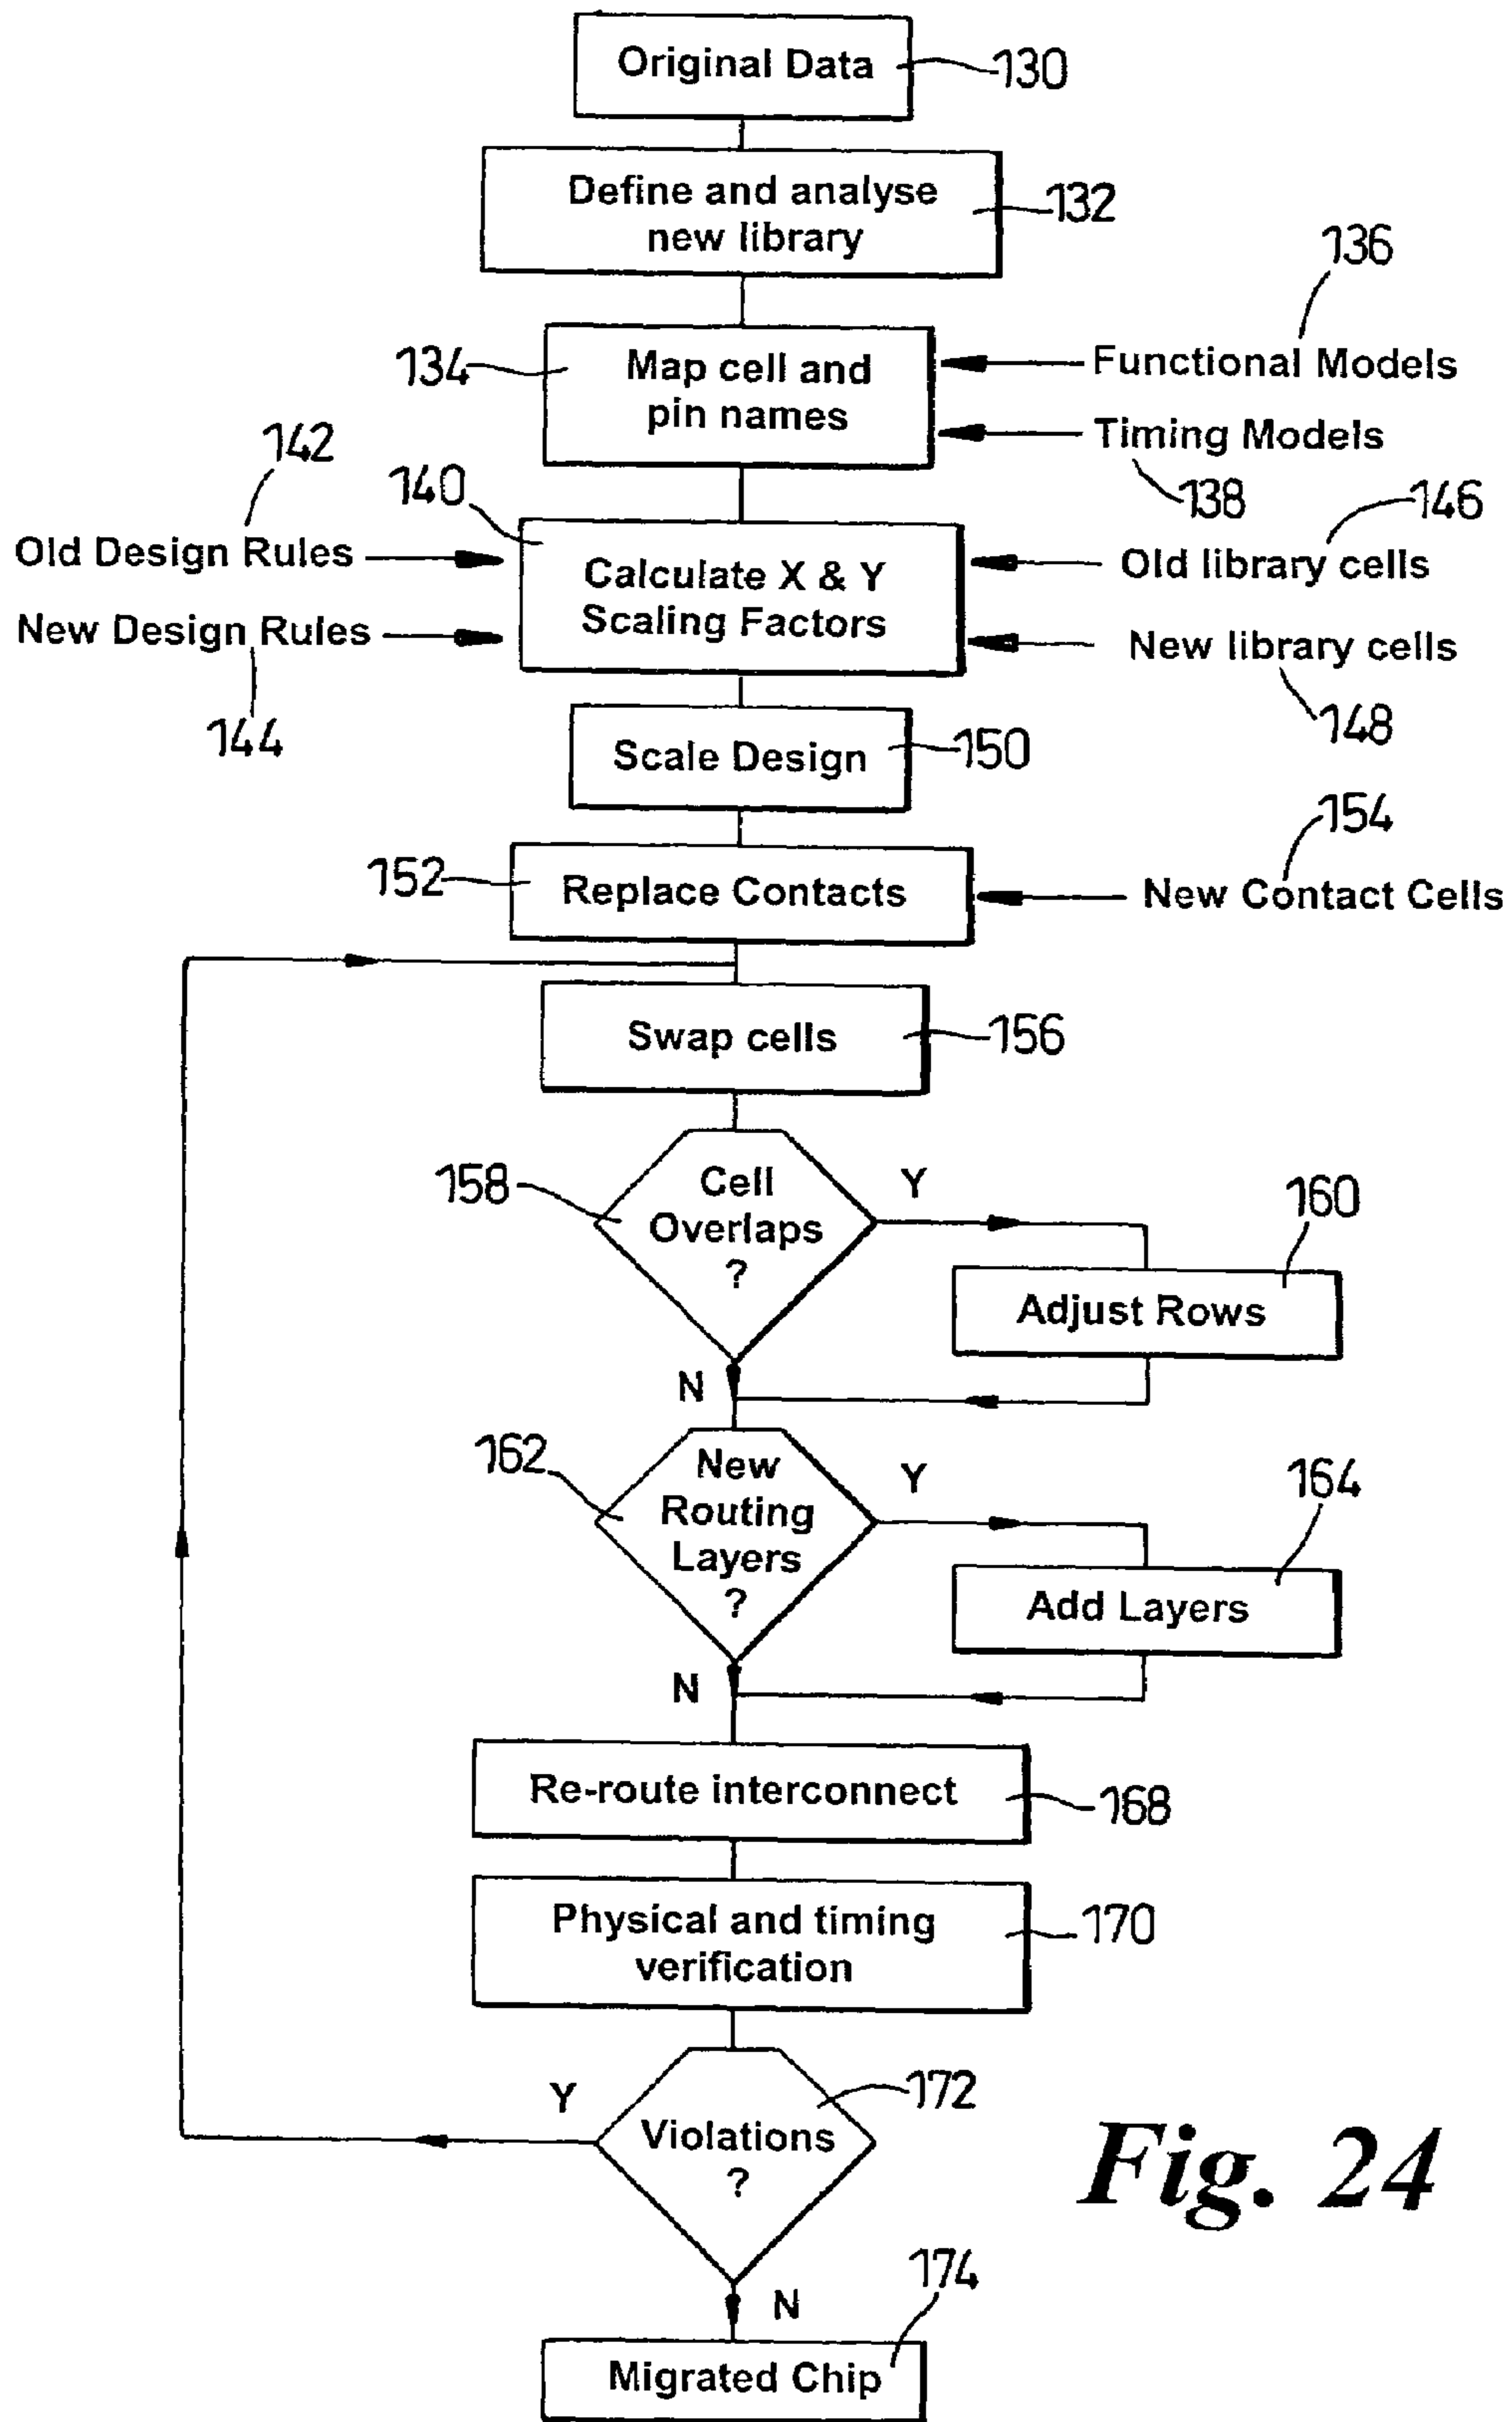 Original Data
130
Define and analyse
new library
132
136
134
Map cell and
pin names
Functional Models
Timing Models
138
142
140
146
Old Design Rules
New Design Rules
144
Calculate X & Y
Scaling Factors
Old library cells
New library cells
148
Scale Design
150
154
152
Replace Contacts
New Contact Cells
Swap cells
156
158
Cell
Overlaps
?
Y
160
Adjust Rows
N
162
New
Routing
Layers
?
Y
164
Add Layers
N
Re-route interconnect
168
Physical and timing
verification
170
Y
172
Violations
?
Fig. 24
N
174
Migrated Chip